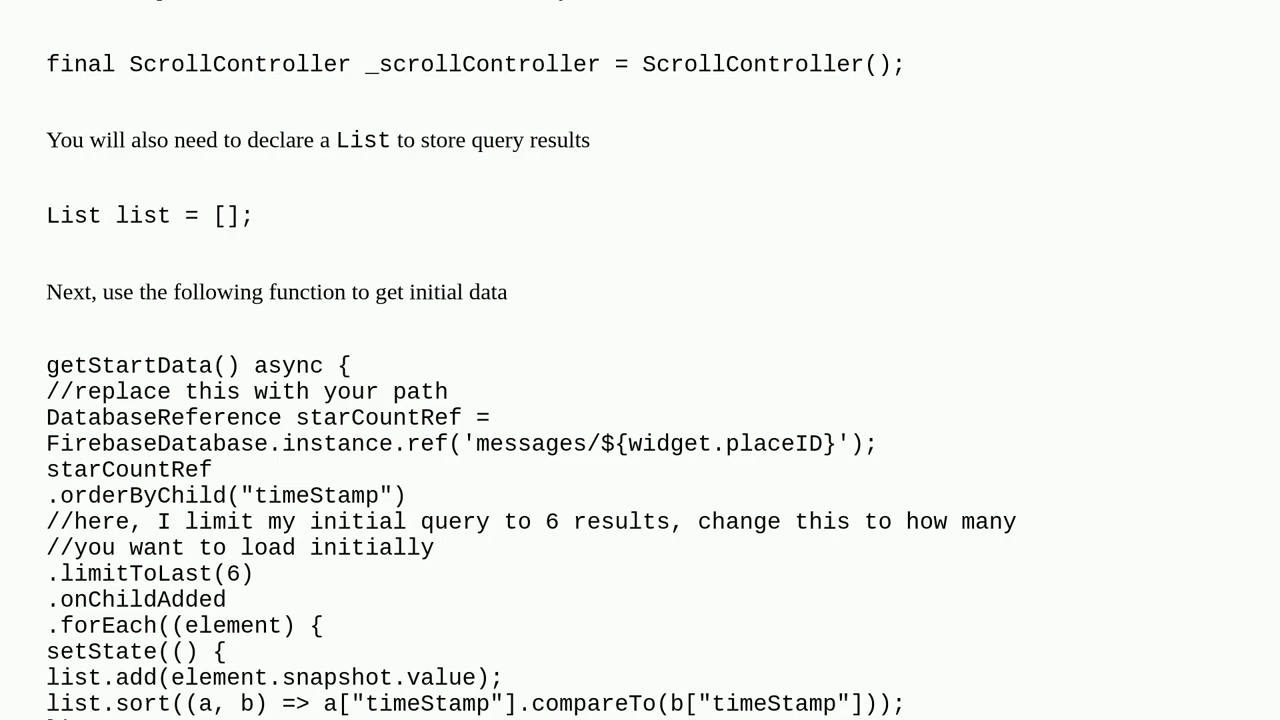 final ScrollController _scrollController = ScrollController();
You will also need to declare a List to store query results
List list = [];
Next, use the following function to get initial data
getStartData() async {
//replace this with your path
DatabaseReference starCountRef =
FirebaseDatabase.instance.ref('messages/${widget.placeID}');
starCountRef
.orderByChild("timeStamp")
//here, I limit my initial query to 6 results, change this to how many
//you want to load initially
.limitToLast(6)
.onChildAdded
.forEach((element) {
setState(() {
list.add(element.snapshot.value);
list.sort((a, b) => a["timeStamp"].compareTo(b["timeStamp"]));